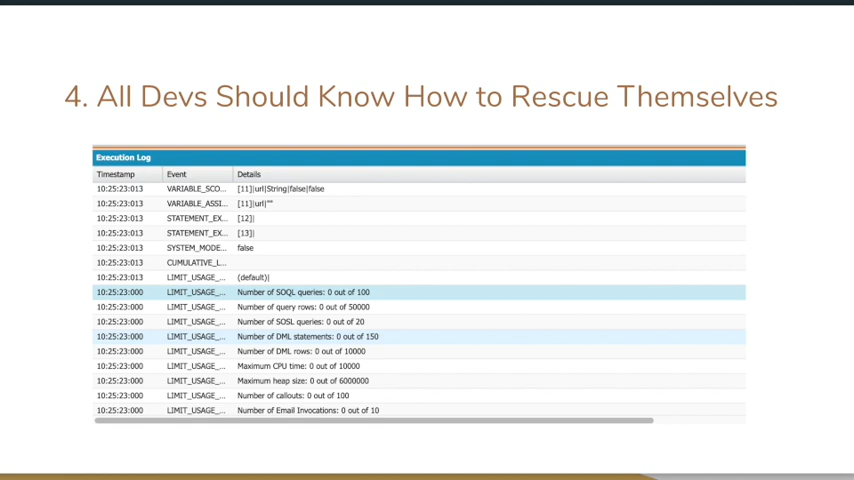 4. All Devs Should Know How to Rescue Themselves
Execution Log
Timestamp Event Details
10:25:23:013 VARIABLE_SCO... [11]|url|String|false|false
10:25:23:013 VARIABLE_ASSI... [11]|url|""
10:25:23:013 STATEMENT_EX... [12]|
10:25:23:013 STATEMENT_EX... [13]|
10:25:23:013 SYSTEM_MODE... false
10:25:23:013 CUMULATIVE_L...
10:25:23:013 LIMIT_USAGE_... (default)|
10:25:23:000 LIMIT_USAGE_... Number of SOQL queries: 0 out of 100
10:25:23:000 LIMIT_USAGE_... Number of query rows: 0 out of 50000
10:25:23:000 LIMIT_USAGE_... Number of SOSL queries: 0 out of 20
10:25:23:000 LIMIT_USAGE_... Number of DML statements: 0 out of 150
10:25:23:000 LIMIT_USAGE_... Number of DML rows: 0 out of 10000
10:25:23:000 LIMIT_USAGE_... Maximum CPU time: 0 out of 10000
10:25:23:000 LIMIT_USAGE_... Maximum heap size: 0 out of 6000000
10:25:23:000 LIMIT_USAGE_... Number of callouts: 0 out of 100
10:25:23:000 LIMIT_USAGE_... Number of Email Invocations: 0 out of 10